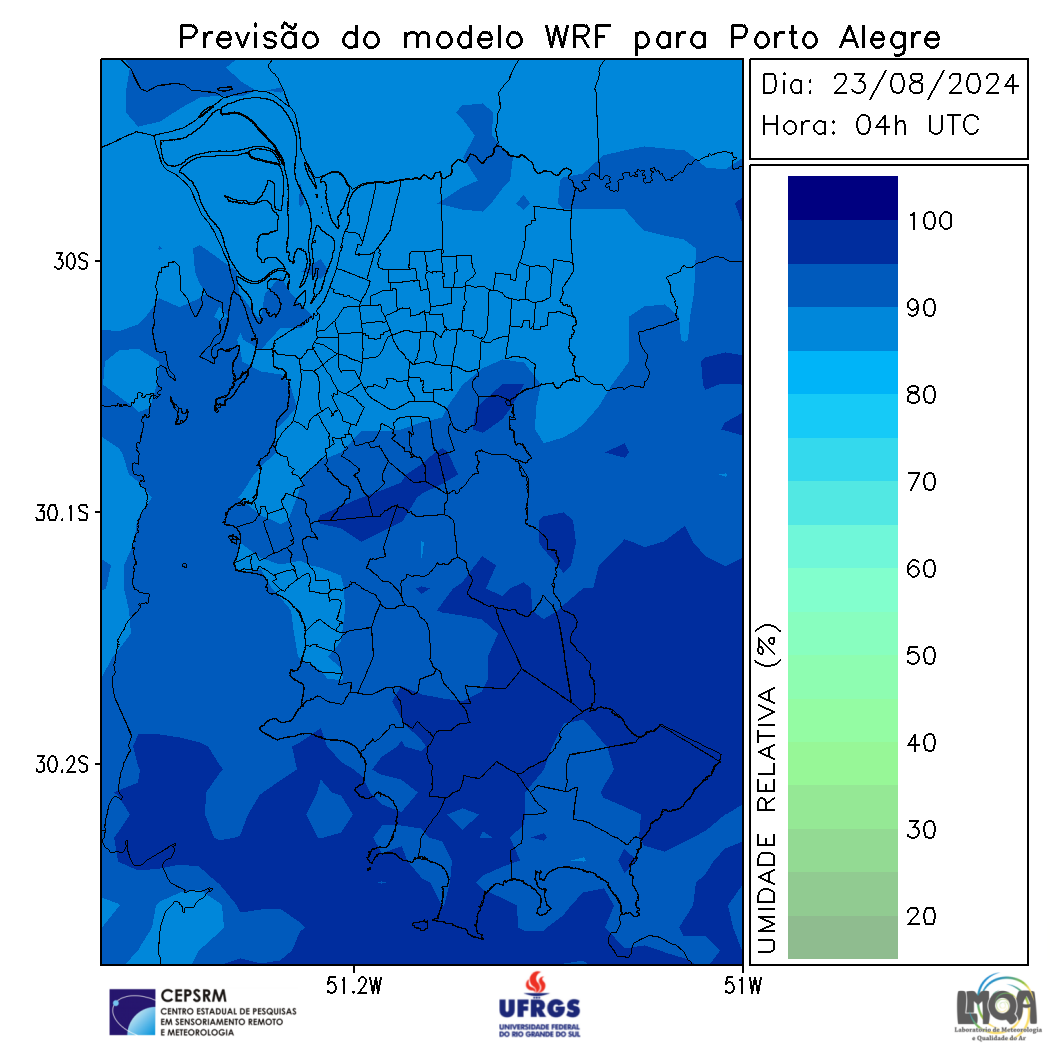 Previsão do modelo WRF para Porto Alegre
Dia: 23/08/2024
Hora: 04h UTC
30S
30.1S
30.2S
51.2W
51W
100
90
80
70
60
50
40
30
20
UMIDADE RELATIVA (%)
CEPSRM
CENTRO ESTADUAL DE PESQUISAS
EM SENSORIAMENTO REMOTO
E METEOROLOGIA
UFRGS
UNIVERSIDADE FEDERAL
DO RIO GRANDE DO SUL
LMQA
Laboratório de Meteorologia
e Qualidade do Ar